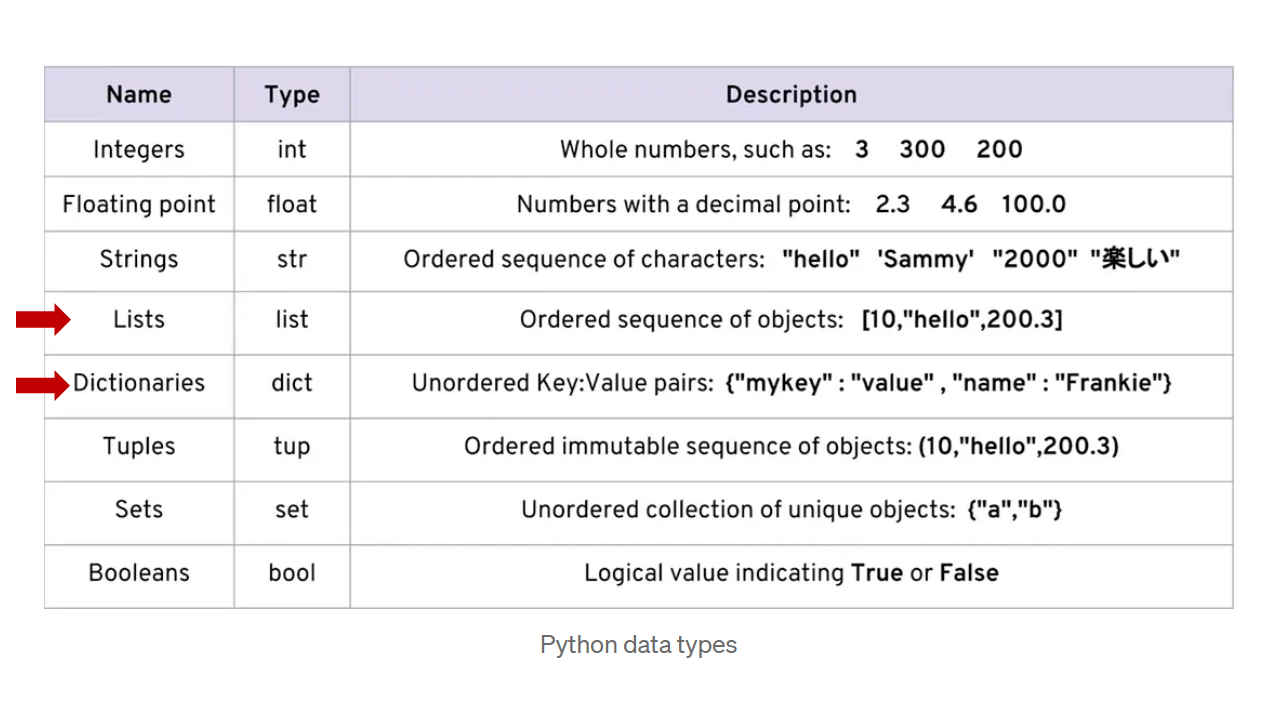 Name Type Description
Integers int Whole numbers, such as: 3 300 200
Floating point float Numbers with a decimal point: 2.3 4.6 100.0
Strings str Ordered sequence of characters: "hello" 'Sammy' "2000" "楽しい"
Lists list Ordered sequence of objects: [10,"hello",200.3]
Dictionaries dict Unordered Key:Value pairs: {"mykey" : "value" , "name" : "Frankie"}
Tuples tup Ordered immutable sequence of objects: (10,"hello",200.3)
Sets set Unordered collection of unique objects: {"a","b"}
Booleans bool Logical value indicating True or False
Python data types